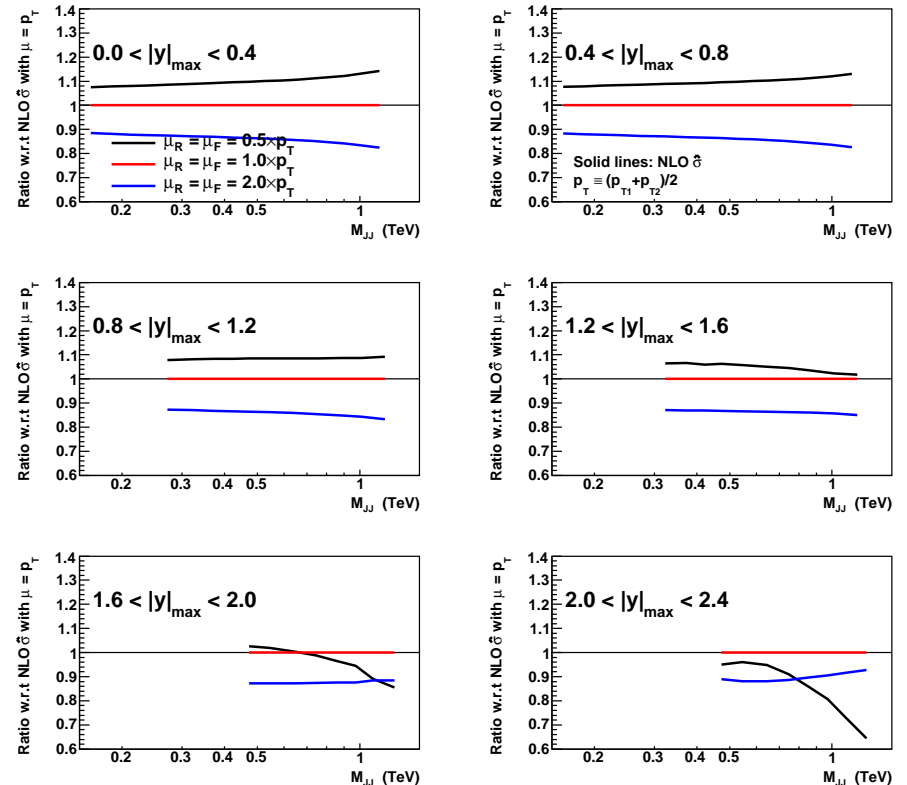 Ratio w.r.t NLO σ̂ with μ = p_T
1.4
1.3
1.2
1.1
1
0.9
0.8
0.7
0.6
0.0 < |y|_max < 0.4
μ_R = μ_F = 0.5×p_T
μ_R = μ_F = 1.0×p_T
μ_R = μ_F = 2.0×p_T
0.2 0.3 0.4 0.5 1
M_JJ (TeV)
Ratio w.r.t NLO σ̂ with μ = p_T
1.4
1.3
1.2
1.1
1
0.9
0.8
0.7
0.6
0.4 < |y|_max < 0.8
Solid lines: NLO σ̂
p_T ≡ (p_T1+p_T2)/2
0.2 0.3 0.4 0.5 1
M_JJ (TeV)
Ratio w.r.t NLO σ̂ with μ = p_T
1.4
1.3
1.2
1.1
1
0.9
0.8
0.7
0.6
0.8 < |y|_max < 1.2
0.2 0.3 0.4 0.5 1
M_JJ (TeV)
Ratio w.r.t NLO σ̂ with μ = p_T
1.4
1.3
1.2
1.1
1
0.9
0.8
0.7
0.6
1.2 < |y|_max < 1.6
0.2 0.3 0.4 0.5 1
M_JJ (TeV)
Ratio w.r.t NLO σ̂ with μ = p_T
1.4
1.3
1.2
1.1
1
0.9
0.8
0.7
0.6
1.6 < |y|_max < 2.0
0.2 0.3 0.4 0.5 1
M_JJ (TeV)
Ratio w.r.t NLO σ̂ with μ = p_T
1.4
1.3
1.2
1.1
1
0.9
0.8
0.7
0.6
2.0 < |y|_max < 2.4
0.2 0.3 0.4 0.5 1
M_JJ (TeV)